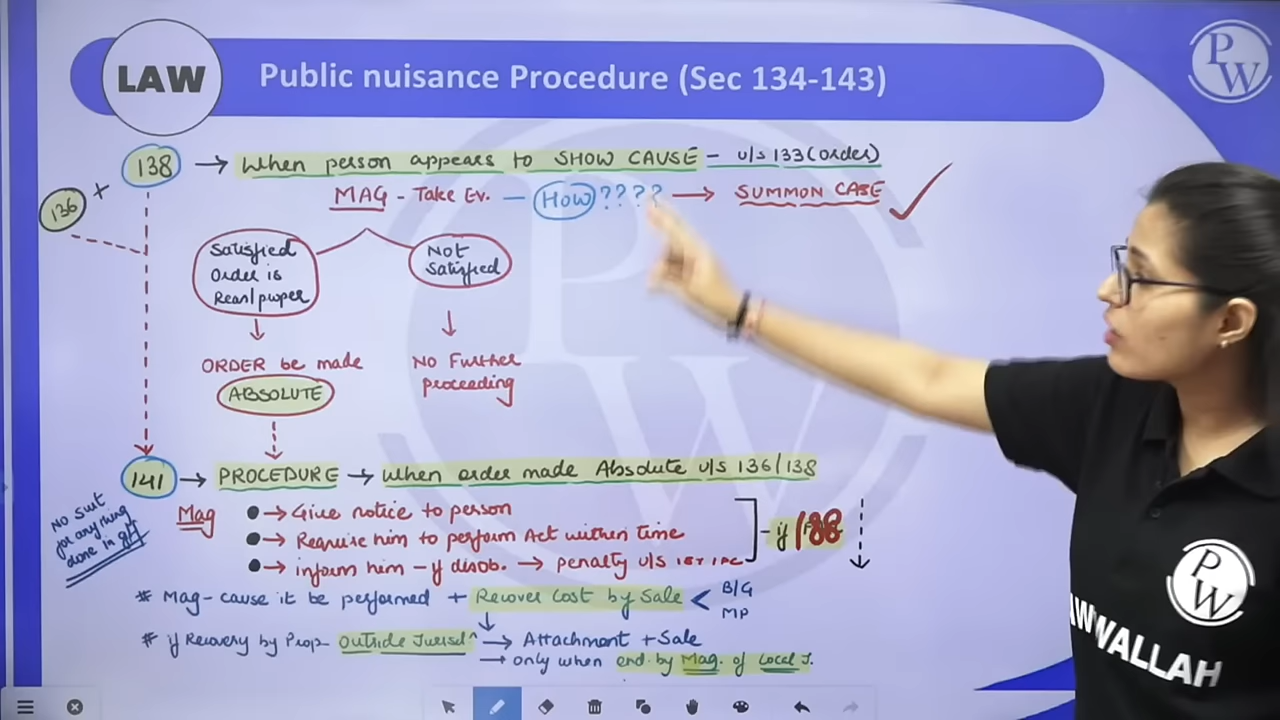 LAW
Public nuisance Procedure (Sec 134-143)
PW
138 → When person appears to SHOW CAUSE - u/s 133 (order)
136 +
MAG - Take Ev. - How ???? → SUMMON CASE
Satisfied
Order is
Reas/proper
Not
Satisfied
ORDER be made
ABSOLUTE
NO Further
proceeding
141 → PROCEDURE → when order made Absolute u/s 136/138
No suit
for anything
done in g/f
Mag
→ Give notice to person
→ Require him to perform Act within time
→ inform him - if disob. → penalty u/s
- if
188
# Mag - cause it be performed + Recover Cost by Sale < B/G
MP
# if Recovery by Prop outside Jurisd^n → Attachment + Sale
→ only when end. by Mag. of Local J.
PW
PW
AWWALLAH